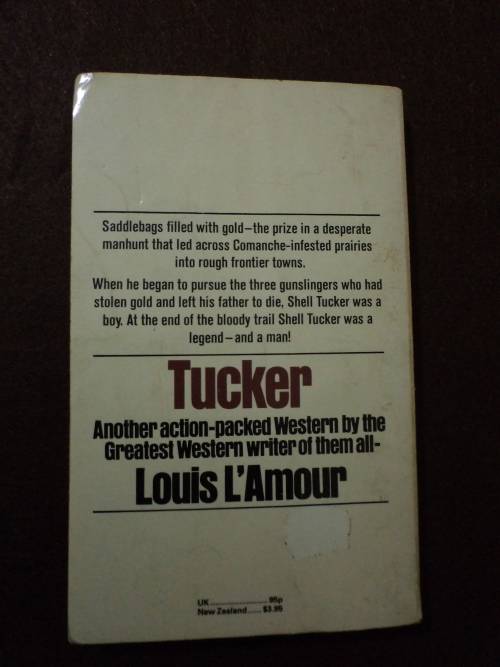 Saddlebags filled with gold–the prize in a desperate
manhunt that led across Comanche-infested prairies
into rough frontier towns.
When he began to pursue the three gunslingers who had
stolen gold and left his father to die, Shell Tucker was a
boy. At the end of the bloody trail Shell Tucker was a
legend–and a man!
Tucker
Another action-packed Western by the
Greatest Western writer of them all-
Louis L'Amour
UK.................... 95p
New Zealand...... $3.95